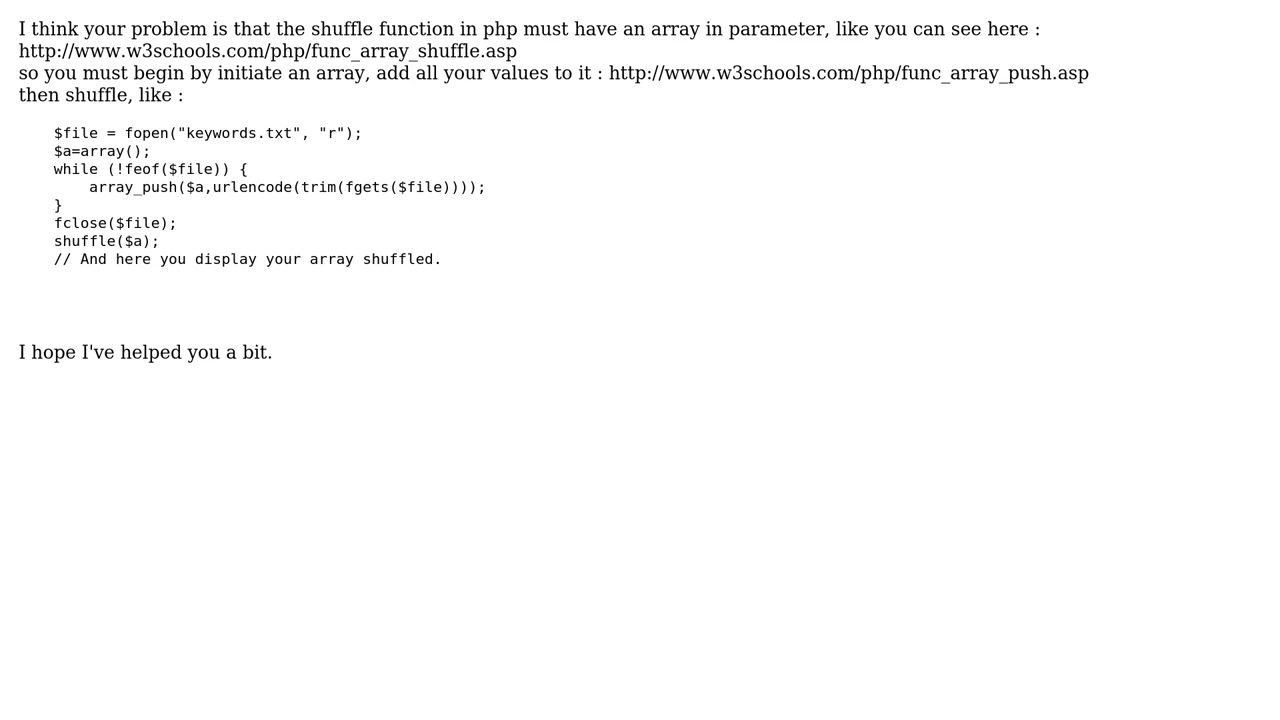 I think your problem is that the shuffle function in php must have an array in parameter, like you can see here :
http://www.w3schools.com/php/func_array_shuffle.asp
so you must begin by initiate an array, add all your values to it : http://www.w3schools.com/php/func_array_push.asp
then shuffle, like :
    $file = fopen("keywords.txt", "r");
    $a=array();
    while (!feof($file)) {
        array_push($a,urlencode(trim(fgets($file))));
    }
    fclose($file);
    shuffle($a);
    // And here you display your array shuffled.
I hope I've helped you a bit.